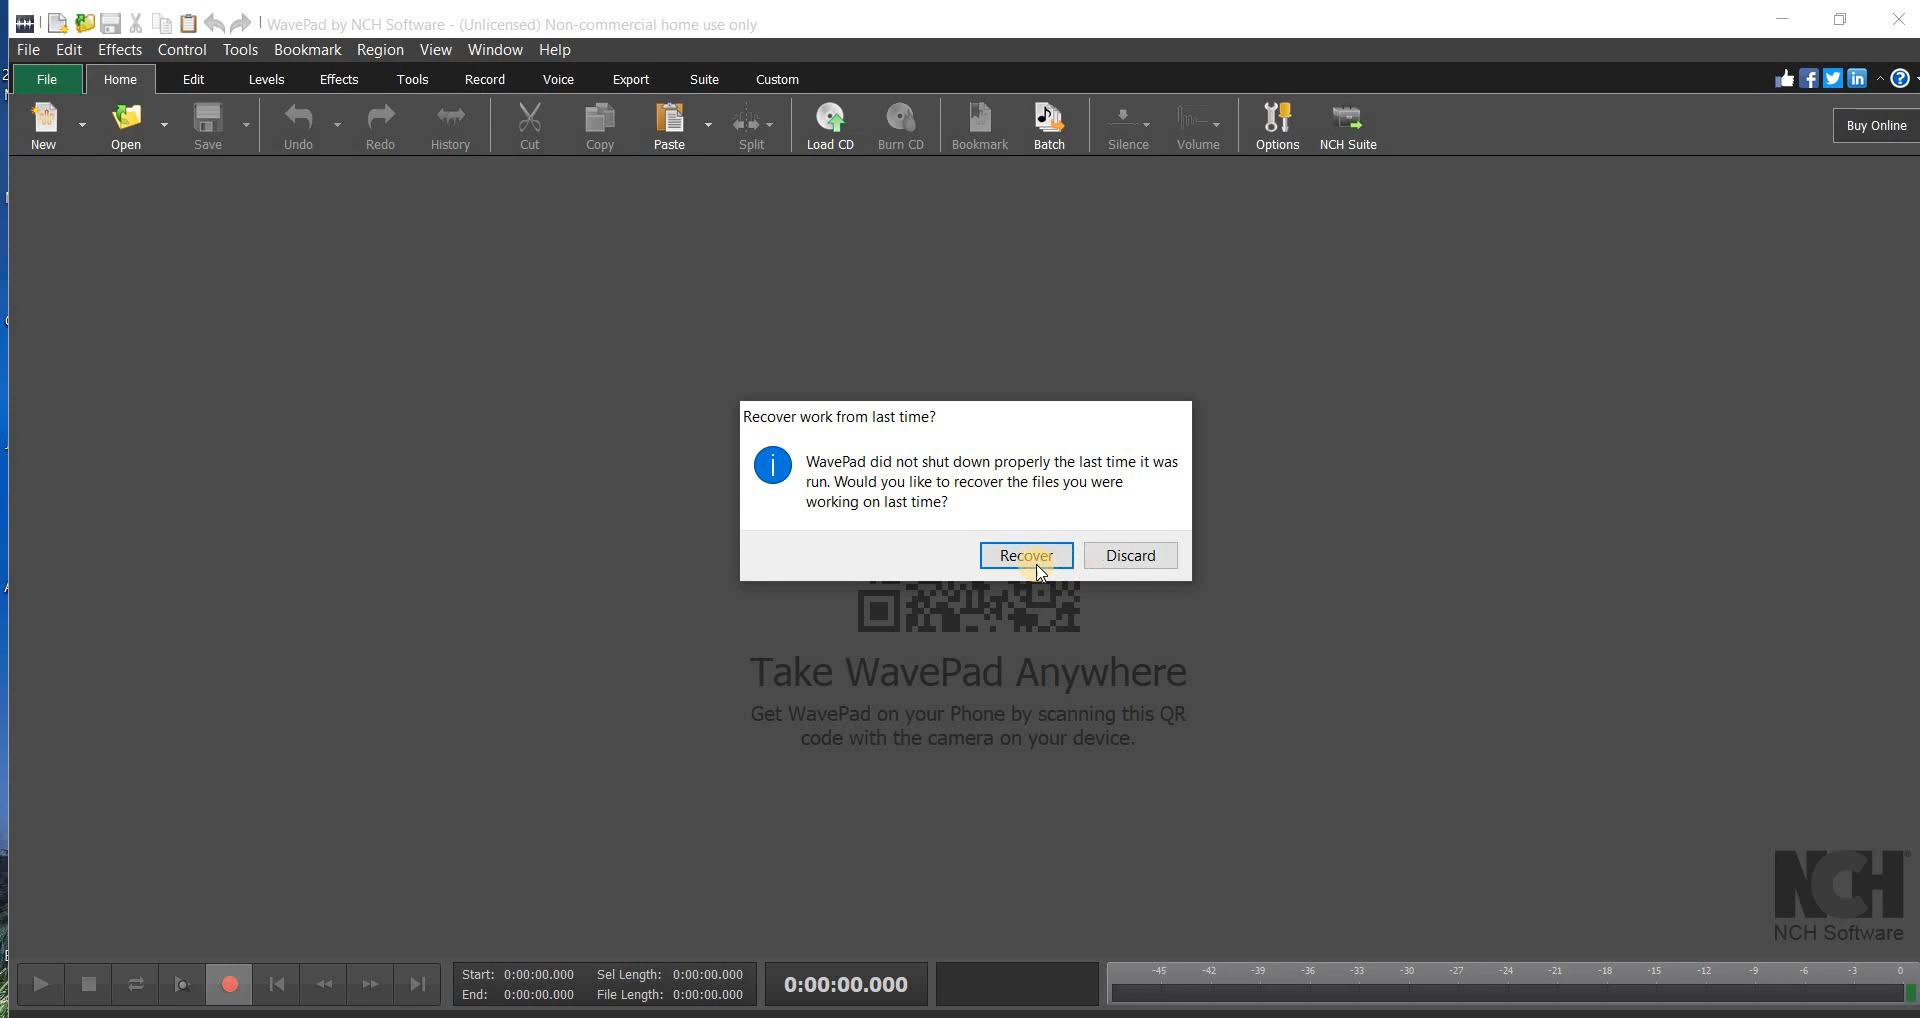 WavePad by NCH Software - (Unlicensed) Non-commercial home use only
File Edit Effects Control Tools Bookmark Region View Window Help
File Home Edit Levels Effects Tools Record Voice Export Suite Custom
New Open Save Undo Redo History Cut Copy Paste Split Load CD Burn CD Bookmark Batch Silence Volume Options NCH Suite Buy Online
Recover work from last time?
WavePad did not shut down properly the last time it was
run. Would you like to recover the files you were
working on last time?
Recover Discard
Take WavePad Anywhere
Get WavePad on your Phone by scanning this QR
code with the camera on your device.
NCH
NCH Software
Start: 0:00:00.000 Sel Length: 0:00:00.000
End: 0:00:00.000 File Length: 0:00:00.000
0:00:00.000
-45 -42 -39 -36 -33 -30 -27 -24 -21 -18 -15 -12 -9 -6 -3 0